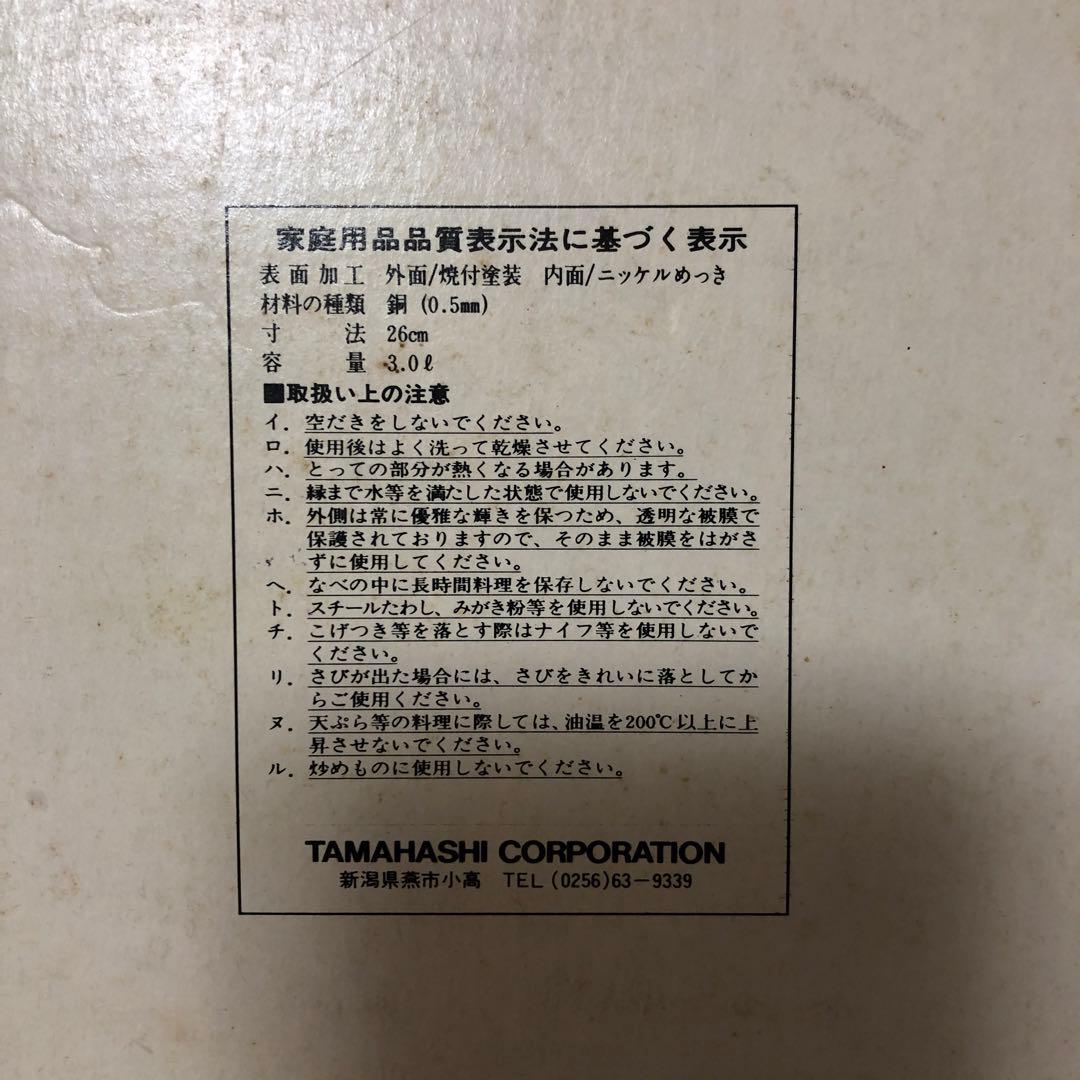 家庭用品品質表示法に基づく表示
表面加工 外面/焼付塗装 内面/ニッケルめっき
材料の種類 銅(0.5mm)
寸法 26cm
容量 3.0ℓ
■取扱い上の注意
イ. 空だきをしないでください。
ロ. 使用後はよく洗って乾燥させてください。
ハ. とっての部分が熱くなる場合があります。
ニ. 縁まで水等を満たした状態で使用しないでください。
ホ. 外側は常に優雅な輝きを保つため、透明な被膜で
保護されておりますので、そのまま被膜をはがさ
ずに使用してください。
ヘ. なべの中に長時間料理を保存しないでください。
ト. スチールたわし、みがき粉等を使用しないでください。
チ. こげつき等を落とす際はナイフ等を使用しないで
ください。
リ. さびが出た場合には、さびをきれいに落としてか
らご使用ください。
ヌ. 天ぷら等の料理に際しては、油温を200℃以上に上
昇させないでください。
ル. 炒めものに使用しないでください。
TAMAHASHI CORPORATION
新潟県燕市小高 TEL(0256)63-9339